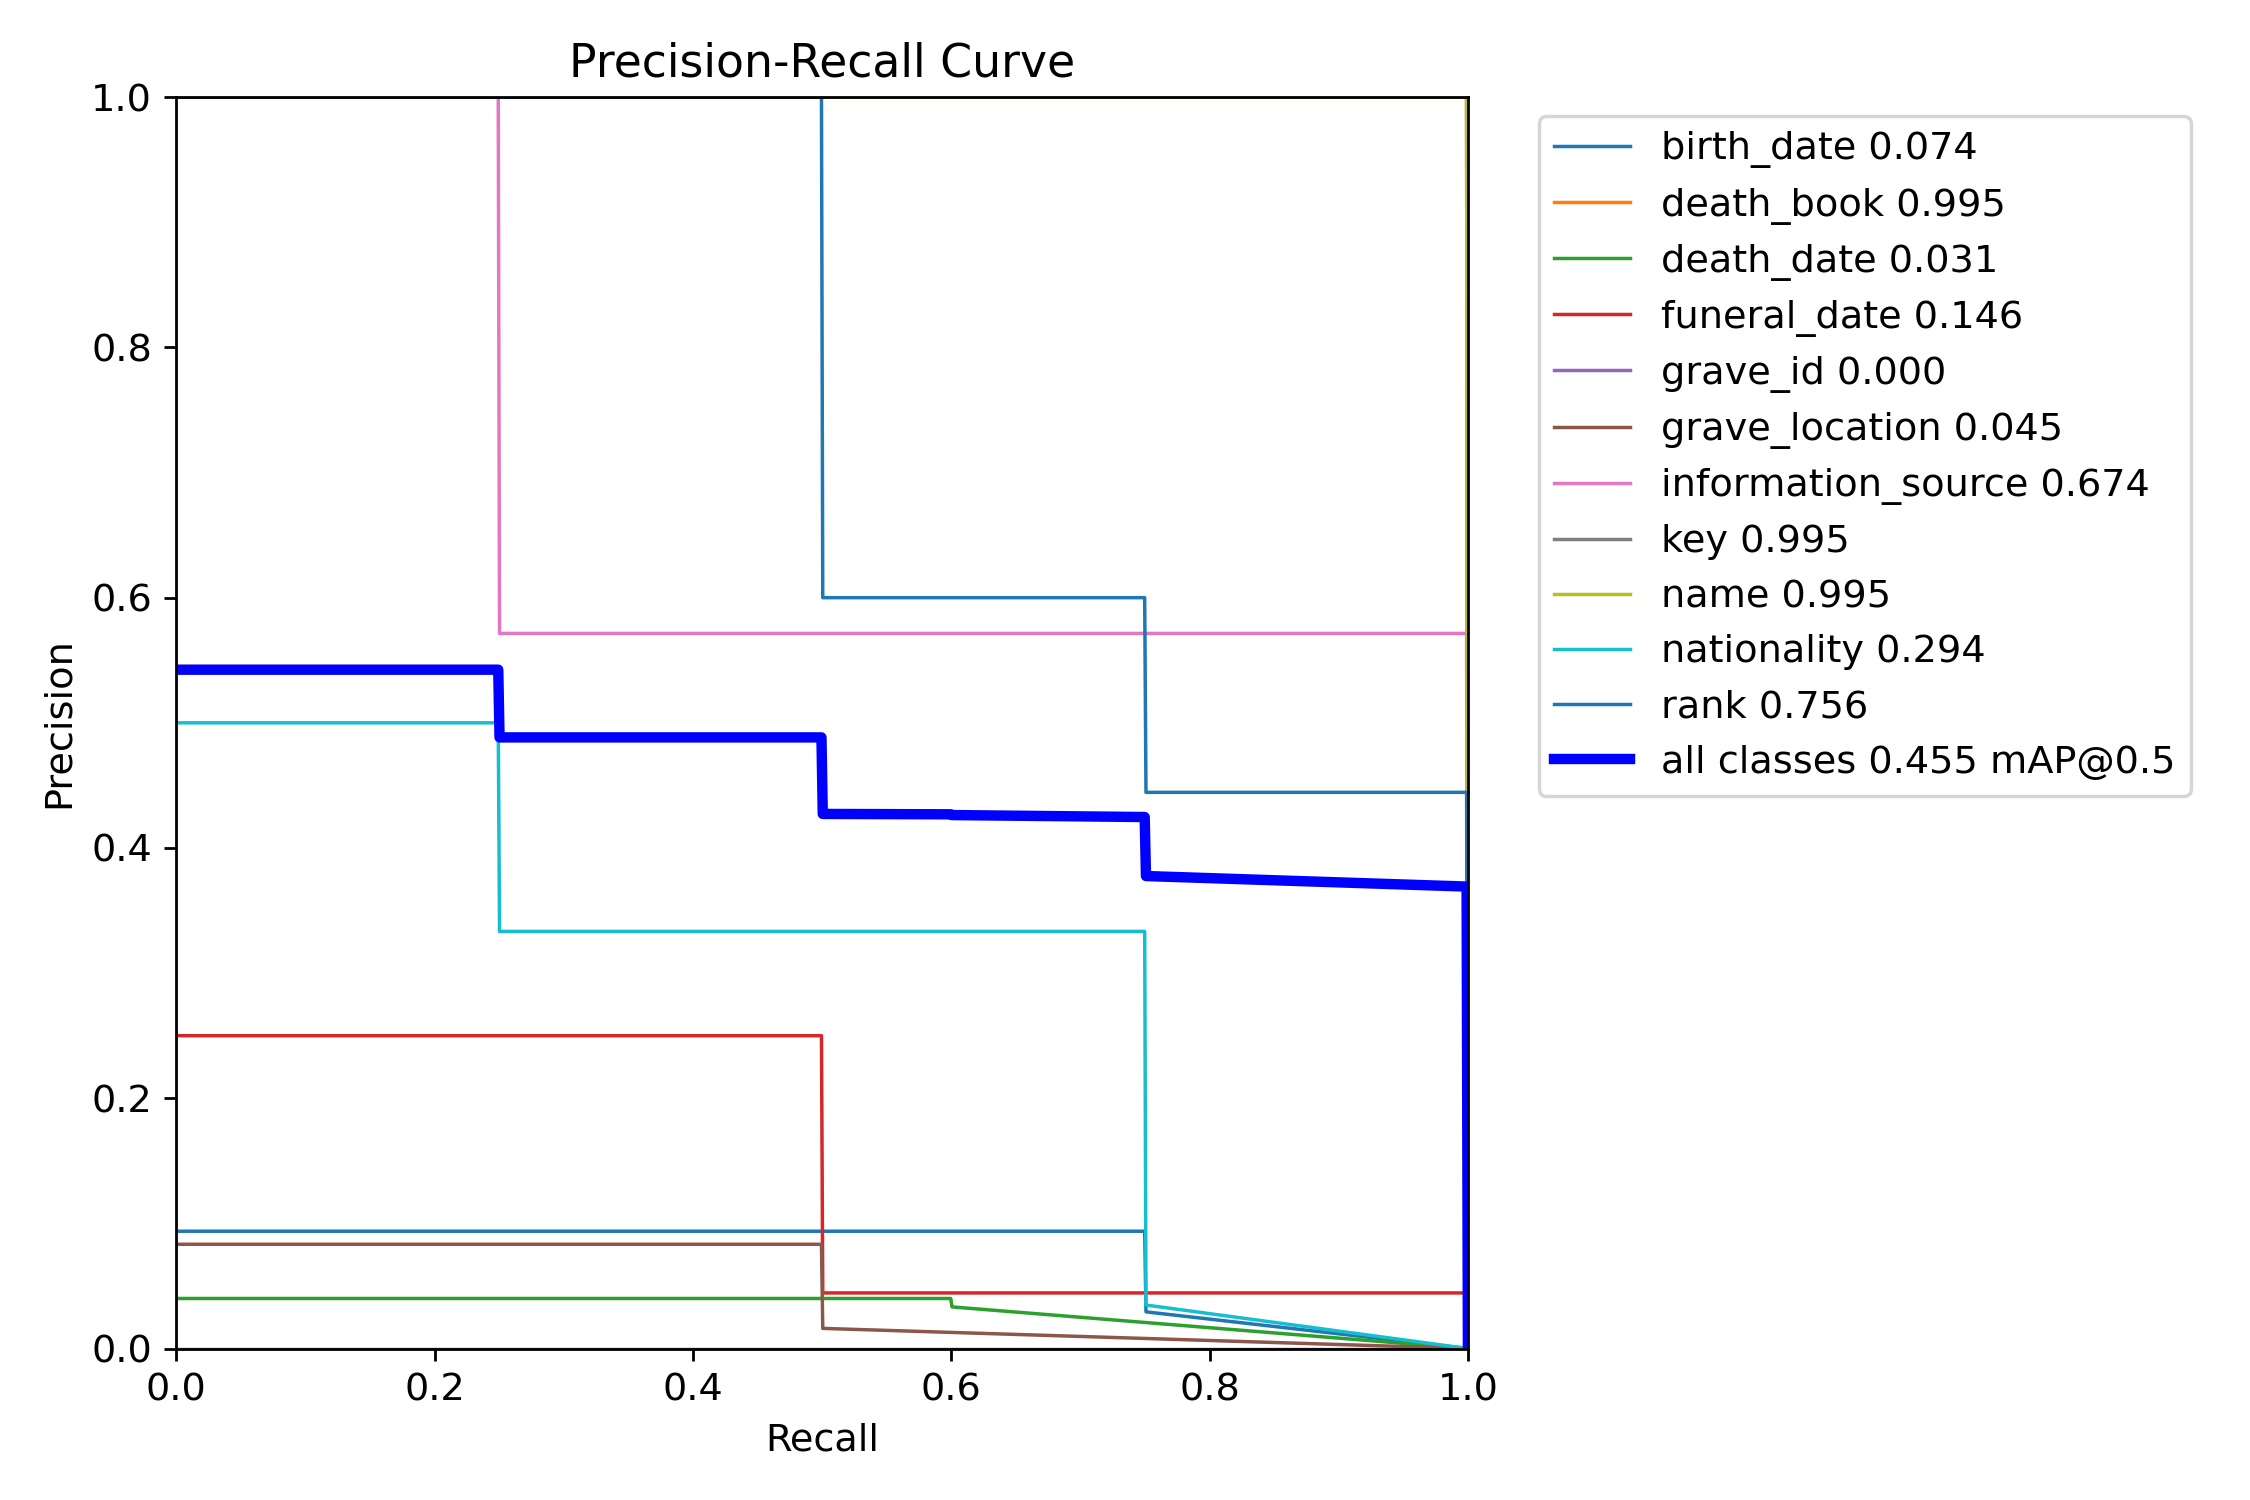 Precision-Recall Curve
1.0
0.8
0.6
0.4
0.2
0.0
Precision
0.0 0.2 0.4 0.6 0.8 1.0
Recall
birth_date 0.074
death_book 0.995
death_date 0.031
funeral_date 0.146
grave_id 0.000
grave_location 0.045
information_source 0.674
key 0.995
name 0.995
nationality 0.294
rank 0.756
all classes 0.455 mAP@0.5